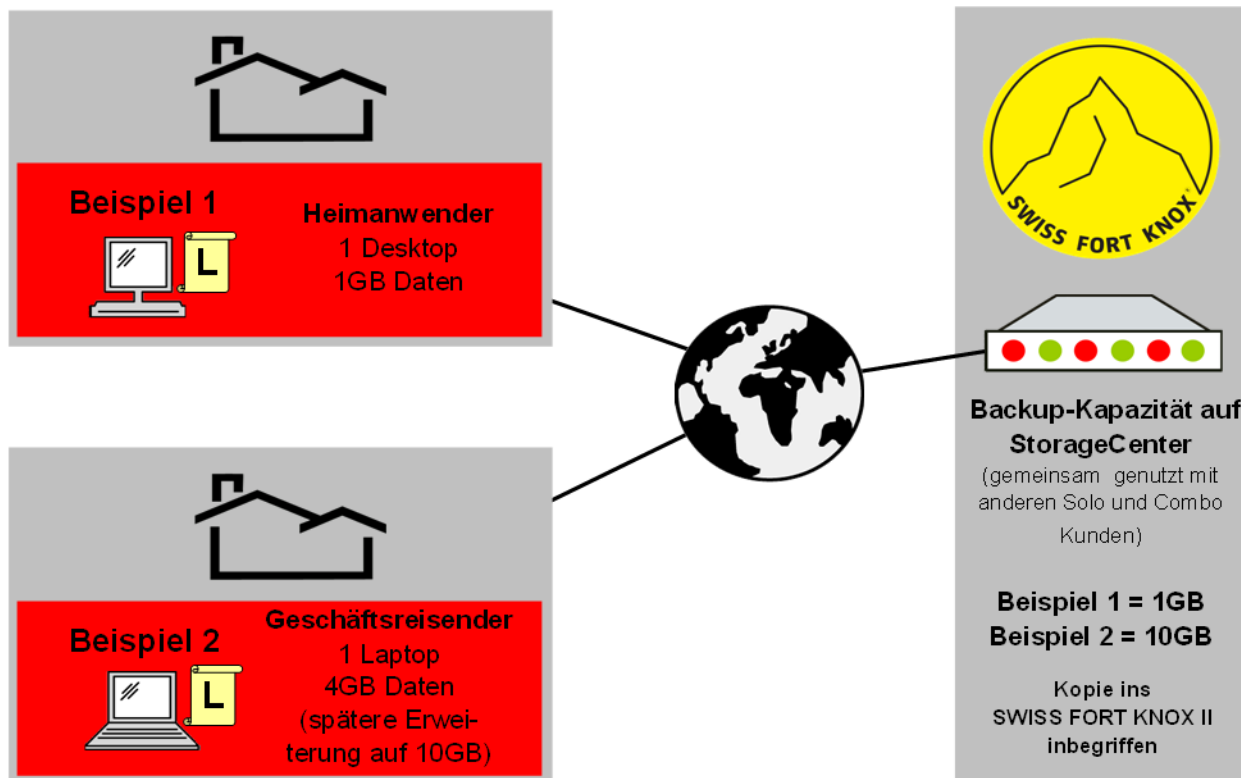 Beispiel 1
L
Heimanwender
1 Desktop
1GB Daten
Beispiel 2
L
Geschäftsreisender
1 Laptop
4GB Daten
(spätere Erwei-
terung auf 10GB)
SWISS FORT KNOX
Backup-Kapazität auf
StorageCenter
(gemeinsam genutzt mit
anderen Solo und Combo
Kunden)
Beispiel 1 = 1GB
Beispiel 2 = 10GB
Kopie ins
SWISS FORT KNOX II
inbegriffen